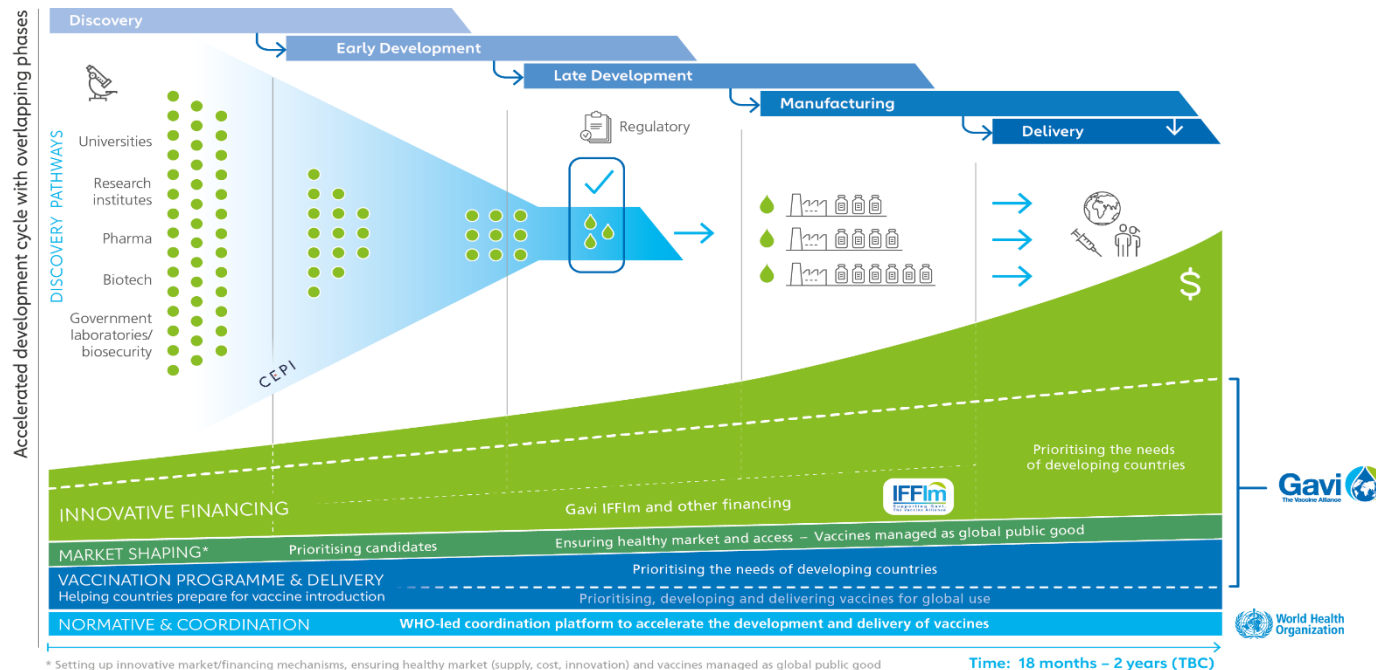 Accelerated development cycle with overlapping phases
Discovery
Early Development
Late Development
Manufacturing
Delivery
DISCOVERY PATHWAYS
Universities
Research
institutes
Pharma
Biotech
Government
laboratories/
biosecurity
CEPI
Regulatory
$
Prioritising the needs
of developing countries
INNOVATIVE FINANCING
Gavi IFFIm and other financing
IFFIm
Supporting Gavi,
The Vaccine Alliance
MARKET SHAPING*
Prioritising candidates
Ensuring healthy market and access – Vaccines managed as global public good
VACCINATION PROGRAMME & DELIVERY
Helping countries prepare for vaccine introduction
Prioritising the needs of developing countries
Prioritising, developing and delivering vaccines for global use
NORMATIVE & COORDINATION
WHO-led coordination platform to accelerate the development and delivery of vaccines
Gavi
The Vaccine Alliance
World Health
Organization
* Setting up innovative market/financing mechanisms, ensuring healthy market (supply, cost, innovation) and vaccines managed as global public good
Time: 18 months – 2 years (TBC)